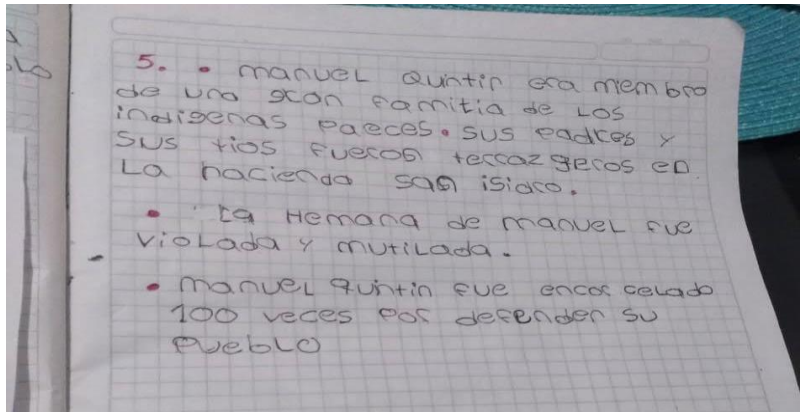 5. • manuel Quintin era miembro
de una gran familia de Los
indigenas paeces. sus padres y
sus tios fueron terrazgeros en
La hacienda san isidro.
• La Hemana de manuel fue
violada y mutilada.
• manuel quintin fue encarcelado
100 veces por defender su
pueblo